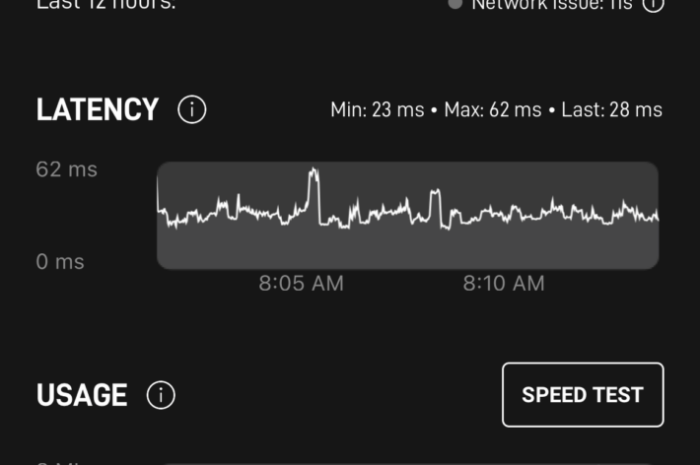 Last 12 hours.
Network issue: 11s
LATENCY
Min: 23 ms • Max: 62 ms • Last: 28 ms
62 ms
0 ms
8:05 AM
8:10 AM
USAGE
SPEED TEST